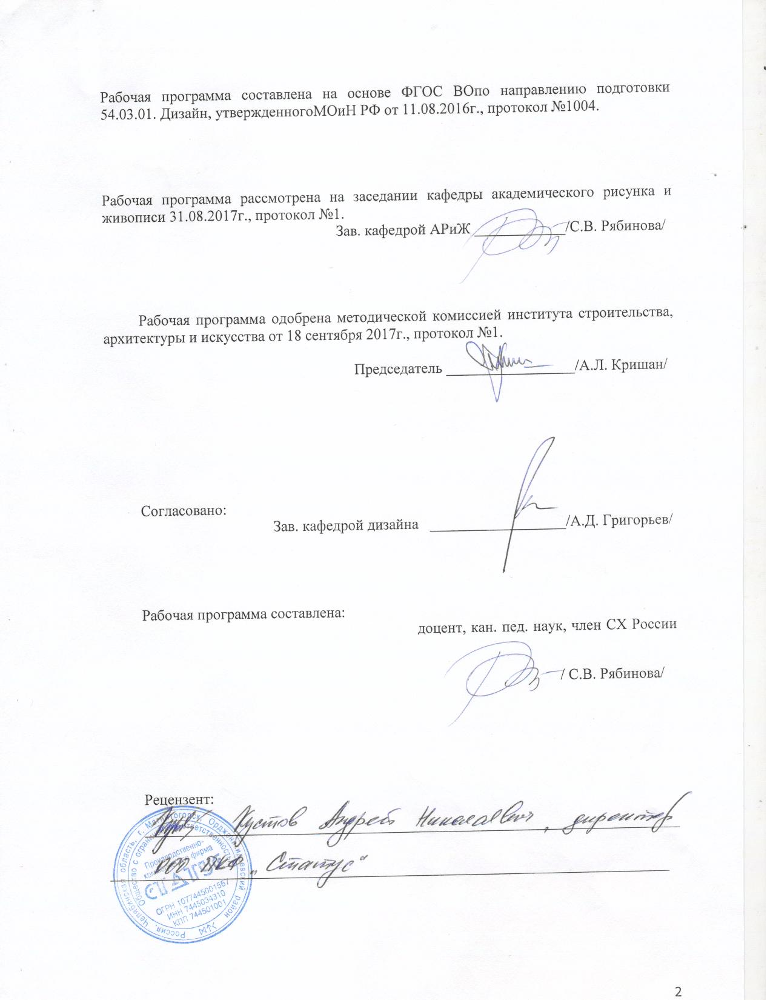 Рабочая программа составлена на основе ФГОС ВОпо направлению подготовки
54.03.01. Дизайн, утвержденногоМОиН РФ от 11.08.2016г., протокол №1004.
Рабочая программа рассмотрена на заседании кафедры академического рисунка и
живописи 31.08.2017г., протокол №1.
Зав. кафедрой АРиЖ ____________/С.В. Рябинова/
Рабочая программа одобрена методической комиссией института строительства,
архитектуры и искусства от 18 сентября 2017г., протокол №1.
Председатель _________________/А.Л. Кришан/
Согласовано:
Зав. кафедрой дизайна __________________/А.Д. Григорьев/
Рабочая программа составлена:
доцент, кан. пед. наук, член СХ России
/ С.В. Рябинова/
Рецензент:
Хустов Андрей Николаевич, директор
ООО ПКФ „Статус“
Россия, Челябинская область, г. Магнитогорск, Орджоникидзевский район
Общество с ограниченной ответственностью
Производственно-
коммерческая фирма
СТАТУС
ОГРН 1077445001567
ИНН 7445034310
КПП 744501001
2